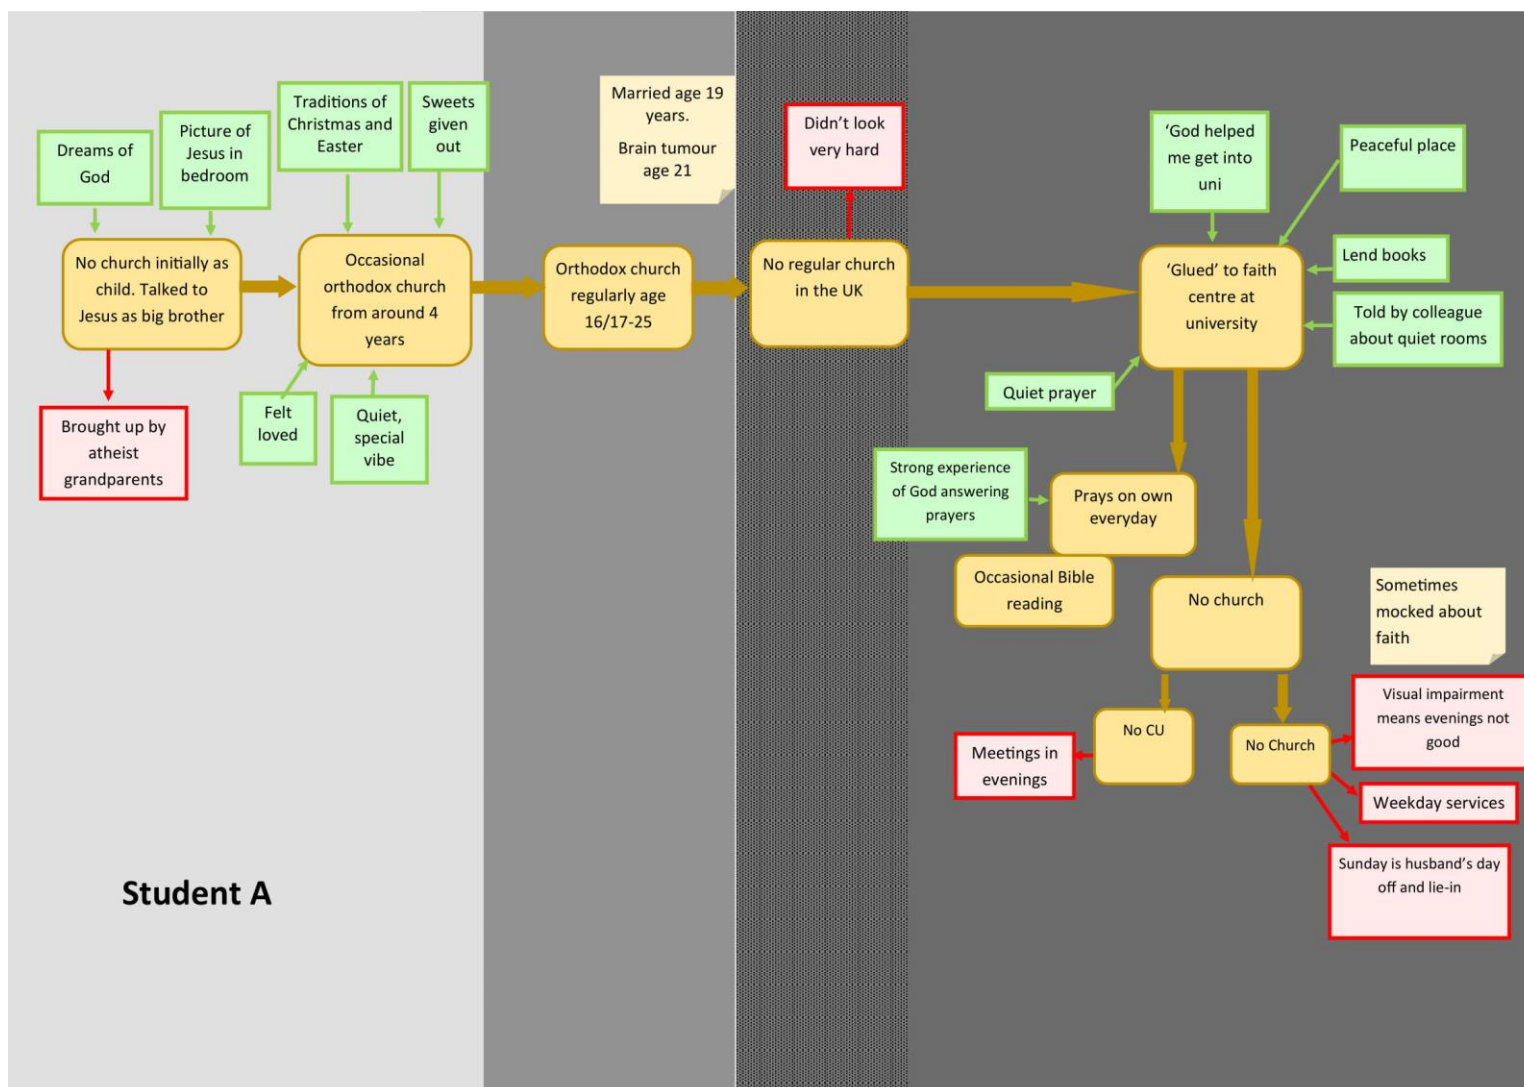 Dreams of
God
Picture of
Jesus in
bedroom
Traditions of
Christmas and
Easter
Sweets
given
out
No church initially as
child. Talked to
Jesus as big brother
Occasional
orthodox church
from around 4
years
Brought up by
atheist
grandparents
Felt
loved
Quiet,
special
vibe
Married age 19
years.
Brain tumour
age 21
Orthodox church
regularly age
16/17-25
Didn't look
very hard
No regular church
in the UK
'God helped
me get into
uni
Peaceful place
'Glued' to faith
centre at
university
Lend books
Told by colleague
about quiet rooms
Quiet prayer
Strong experience
of God answering
prayers
Prays on own
everyday
Occasional Bible
reading
No church
Sometimes
mocked about
faith
No CU
Meetings in
evenings
No Church
Visual impairment
means evenings not
good
Weekday services
Sunday is husband's day
off and lie-in
Student A